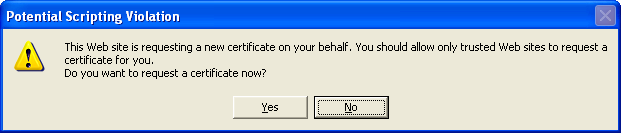 Potential Scripting Violation
This Web site is requesting a new certificate on your behalf. You should allow only trusted Web sites to request a
certificate for you.
Do you want to request a certificate now?
Yes No